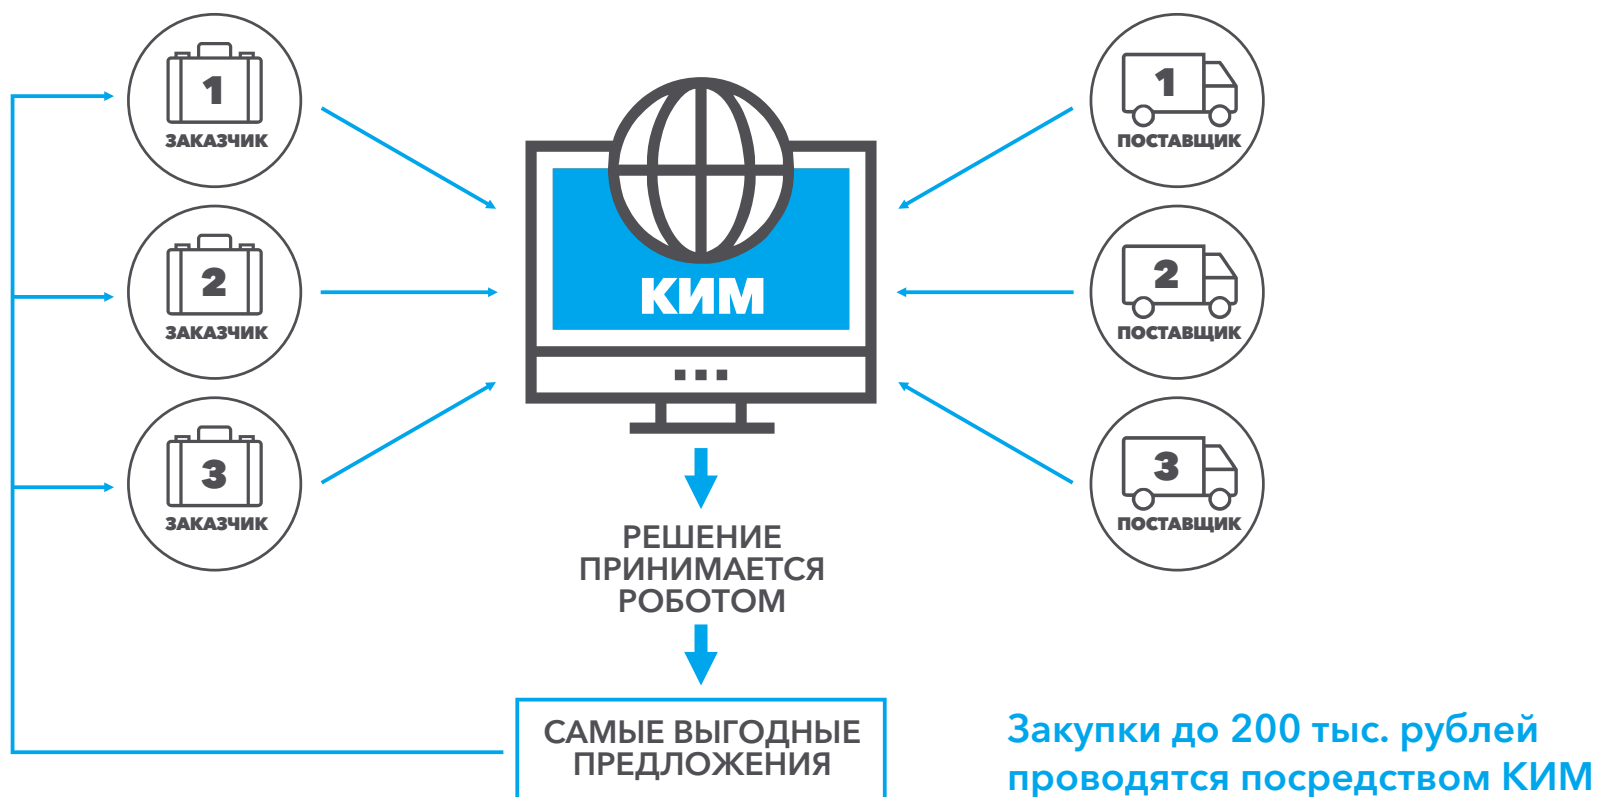 1
ЗАКАЗЧИК
2
ЗАКАЗЧИК
3
ЗАКАЗЧИК
КИМ
1
ПОСТАВЩИК
2
ПОСТАВЩИК
3
ПОСТАВЩИК
РЕШЕНИЕ
ПРИНИМАЕТСЯ
РОБОТОМ
САМЫЕ ВЫГОДНЫЕ
ПРЕДЛОЖЕНИЯ
Закупки до 200 тыс. рублей
проводятся посредством КИМ